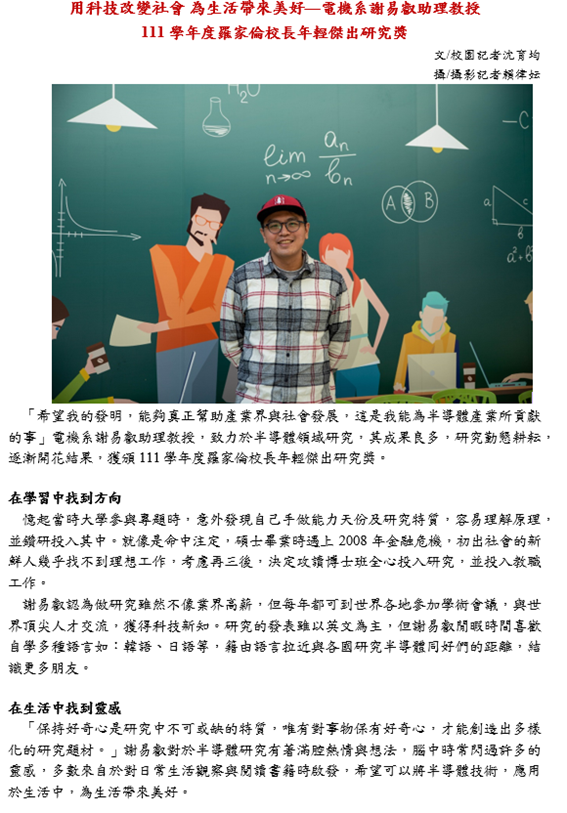 用科技改變社會 為生活帶來美好—電機系謝易叡助理教授
111 學年度羅家倫校長年輕傑出研究獎
文/校園記者沈育均
攝/攝影記者賴律妘
H₂O
lim aₙ/bₙ
n→∞
—C
A B
a c
b
a²+b
「希望我的發明，能夠真正幫助產業界與社會發展，這是我能為半導體產業所貢獻
的事」電機系謝易叡助理教授，致力於半導體領域研究，其成果良多，研究勤懇耕耘，
逐漸開花結果，獲頒 111 學年度羅家倫校長年輕傑出研究獎。
在學習中找到方向
憶起當時大學參與專題時，意外發現自己手做能力天份及研究特質，容易理解原理，
並鑽研投入其中。就像是命中注定，碩士畢業時遇上 2008 年金融危機，初出社會的新
鮮人幾乎找不到理想工作，考慮再三後，決定攻讀博士班全心投入研究，並投入教職
工作。
謝易叡認為做研究雖然不像業界高薪，但每年都可到世界各地參加學術會議，與世
界頂尖人才交流，獲得科技新知。研究的發表雖以英文為主，但謝易叡閒暇時間喜歡
自學多種語言如：韓語、日語等，藉由語言拉近與各國研究半導體同好們的距離，結
識更多朋友。
在生活中找到靈感
「保持好奇心是研究中不可或缺的特質，唯有對事物保有好奇心，才能創造出多樣
化的研究題材。」謝易叡對於半導體研究有著滿腔熱情與想法，腦中時常閃過許多的
靈感，多數來自於對日常生活觀察與閱讀書籍時啟發，希望可以將半導體技術，應用
於生活中，為生活帶來美好。